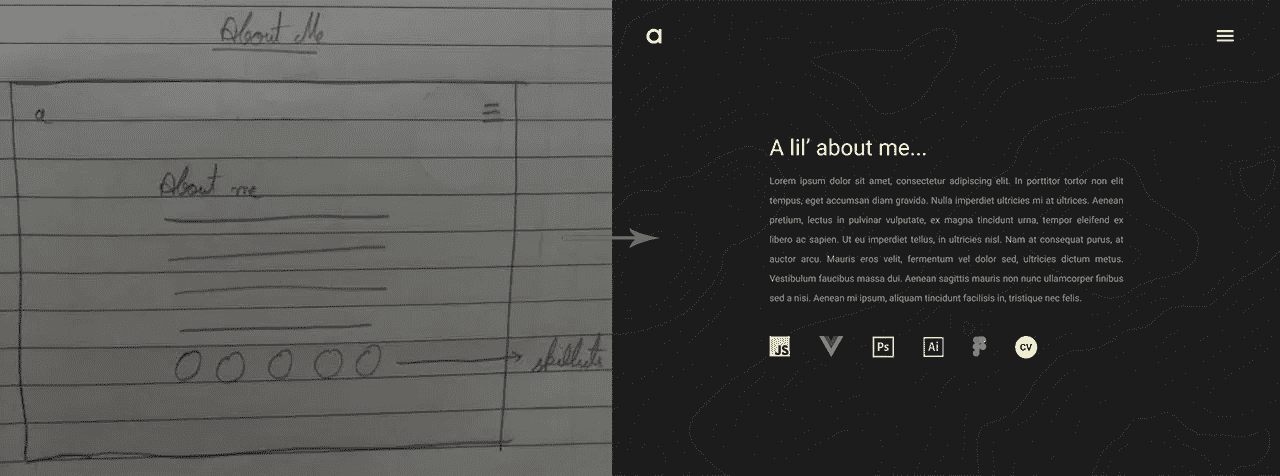 About Me
a
About me
skillsets
a
A lil' about me...
Lorem ipsum dolor sit amet, consectetur adipiscing elit. In porttitor tortor non elit
tempus, eget accumsan diam gravida. Nulla imperdiet ultricies mi at ultrices. Aenean
pretium, lectus in pulvinar vulputate, ex magna tincidunt urna, tempor eleifend ex
libero ac sapien. Ut eu imperdiet tellus, in ultricies nisl. Nam at consequat purus, at
auctor arcu. Mauris eros velit, fermentum vel dolor sed, ultricies dictum metus.
Vestibulum faucibus massa dui. Aenean sagittis mauris non nunc ullamcorper finibus
sed a nisi. Aenean mi ipsum, aliquam tincidunt facilisis in, tristique nec felis.
JS Ps Ai CV